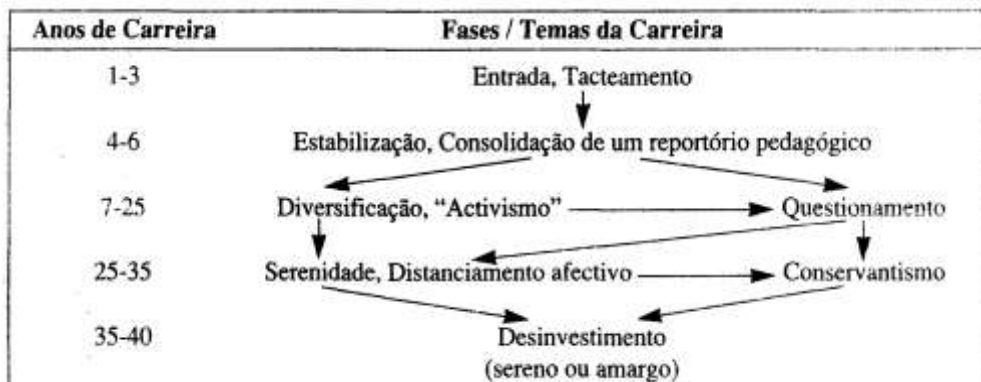 Anos de Carreira Fases / Temas da Carreira
1-3 Entrada, Tacteamento
4-6 Estabilização, Consolidação de um reportório pedagógico
7-25 Diversificação, “Activismo” Questionamento
25-35 Serenidade, Distanciamento afectivo Conservantismo
35-40 Desinvestimento
(sereno ou amargo)